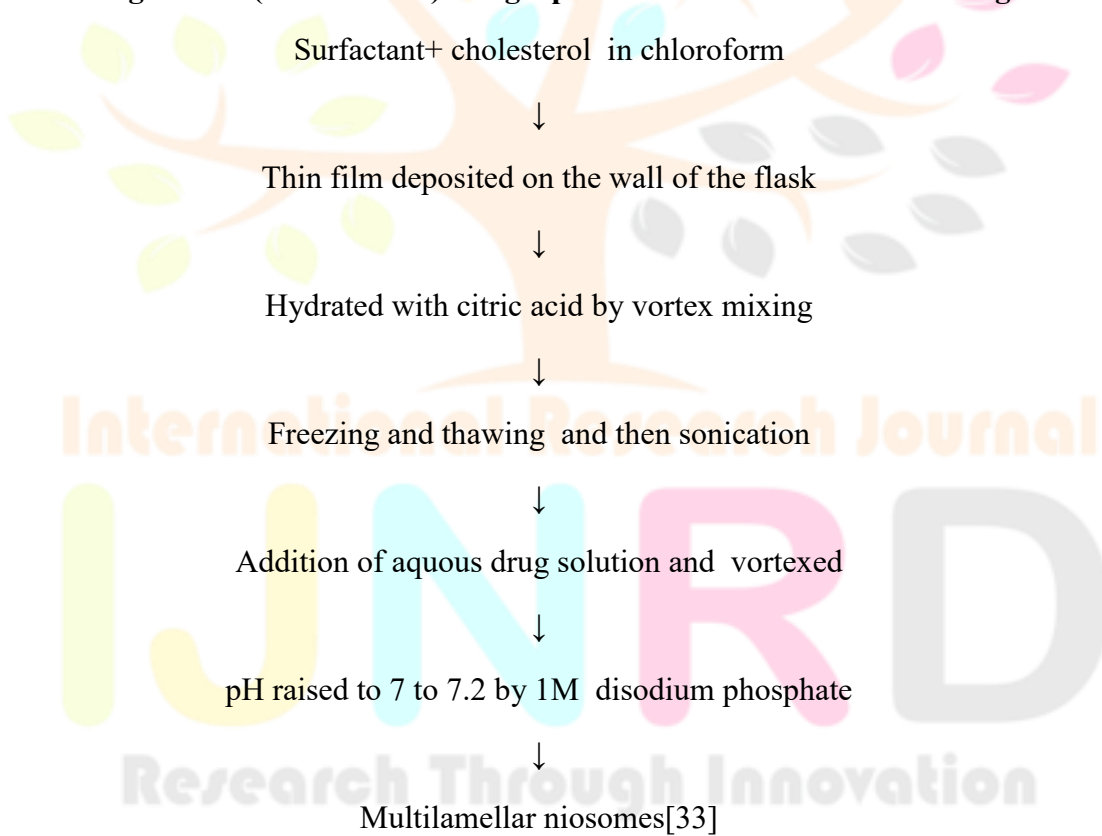 Surfactant+ cholesterol in chloroform
↓
Thin film deposited on the wall of the flask
↓
Hydrated with citric acid by vortex mixing
↓
International Research Journal
Freezing and thawing and then sonication
↓
IJNRD
Addition of aquous drug solution and vortexed
↓
pH raised to 7 to 7.2 by 1M disodium phosphate
↓
Research Through Innovation
Multilamellar niosomes[33]